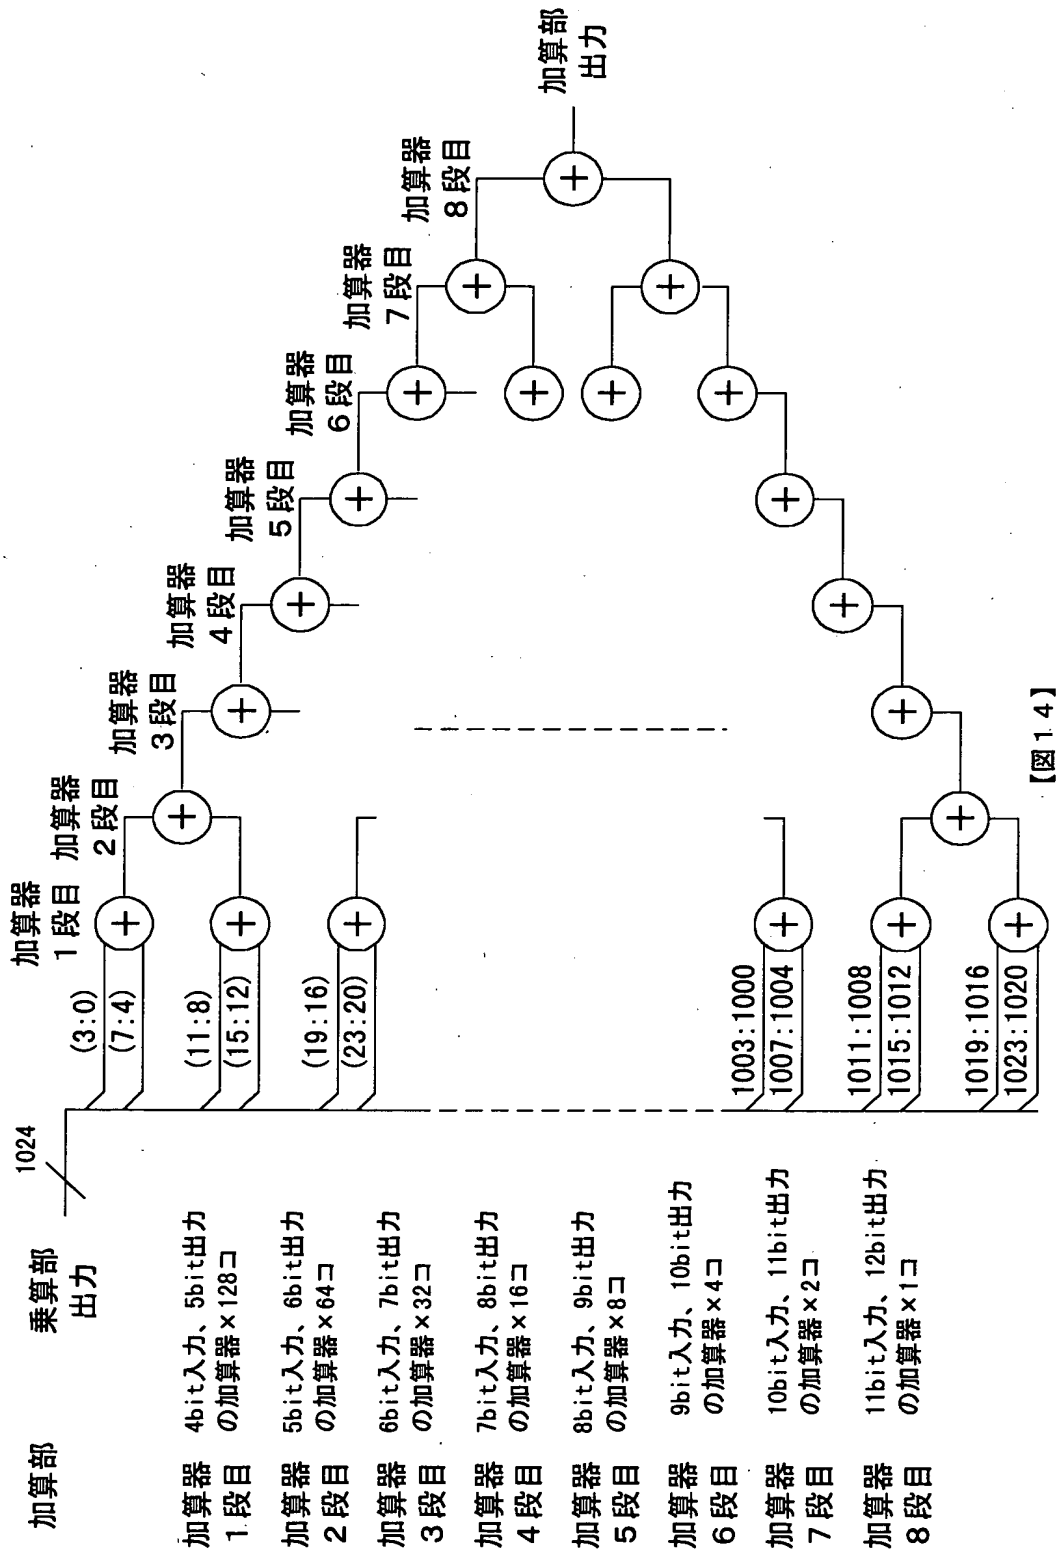 加算部
加算器
1段目
4bit入力、5bit出力
の加算器×128コ
加算器
2段目
5bit入力、6bit出力
の加算器×64コ
加算器
3段目
6bit入力、7bit出力
の加算器×32コ
加算器
4段目
7bit入力、8bit出力
の加算器×16コ
加算器
5段目
8bit入力、9bit出力
の加算器×8コ
加算器
6段目
9bit入力、10bit出力
の加算器×4コ
加算器
7段目
10bit入力、11bit出力
の加算器×2コ
加算器
8段目
11bit入力、12bit出力
の加算器×1コ
乗算部
出力
1024
(3:0)
(7:4)
(11:8)
(15:12)
(19:16)
(23:20)
1003:1000
1007:1004
1011:1008
1015:1012
1019:1016
1023:1020
加算器
1段目
加算器
2段目
加算器
3段目
加算器
4段目
加算器
5段目
加算器
6段目
加算器
7段目
加算器
8段目
加算部
出力
【図14】